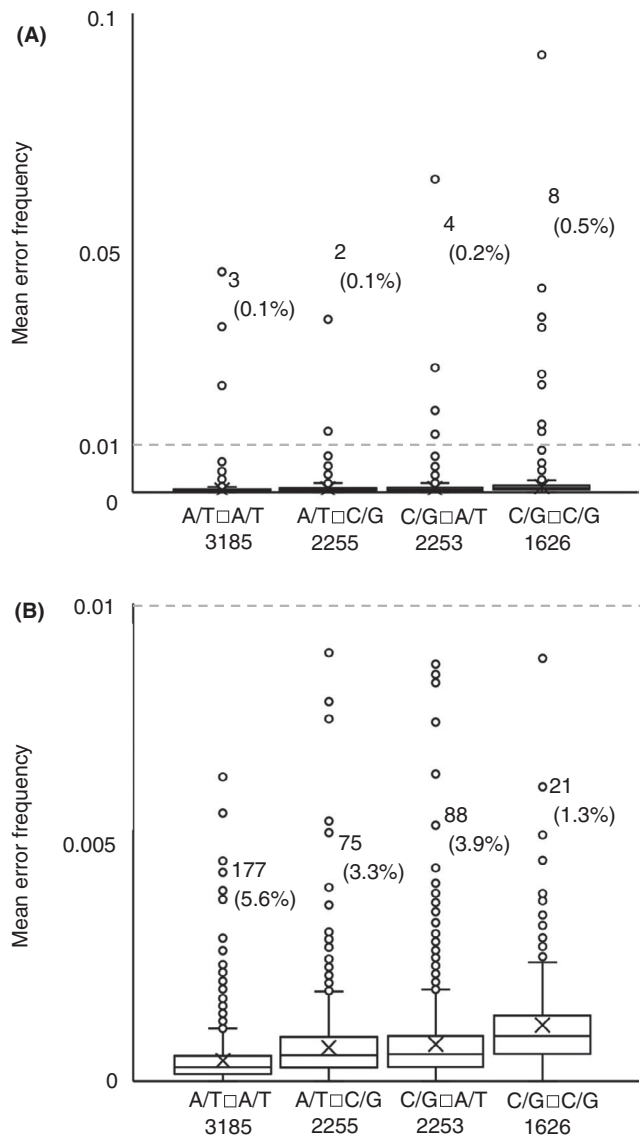 (A)
0.1
Mean error frequency
0.05
0.01
0
3
(0.1%)
2
(0.1%)
4
(0.2%)
8
(0.5%)
A/T□A/T A/T□C/G C/G□A/T C/G□C/G
3185 2255 2253 1626
(B)
0.01
Mean error frequency
0.005
0
177
(5.6%)
75
(3.3%)
88
(3.9%)
21
(1.3%)
A/T□A/T A/T□C/G C/G□A/T C/G□C/G
3185 2255 2253 1626